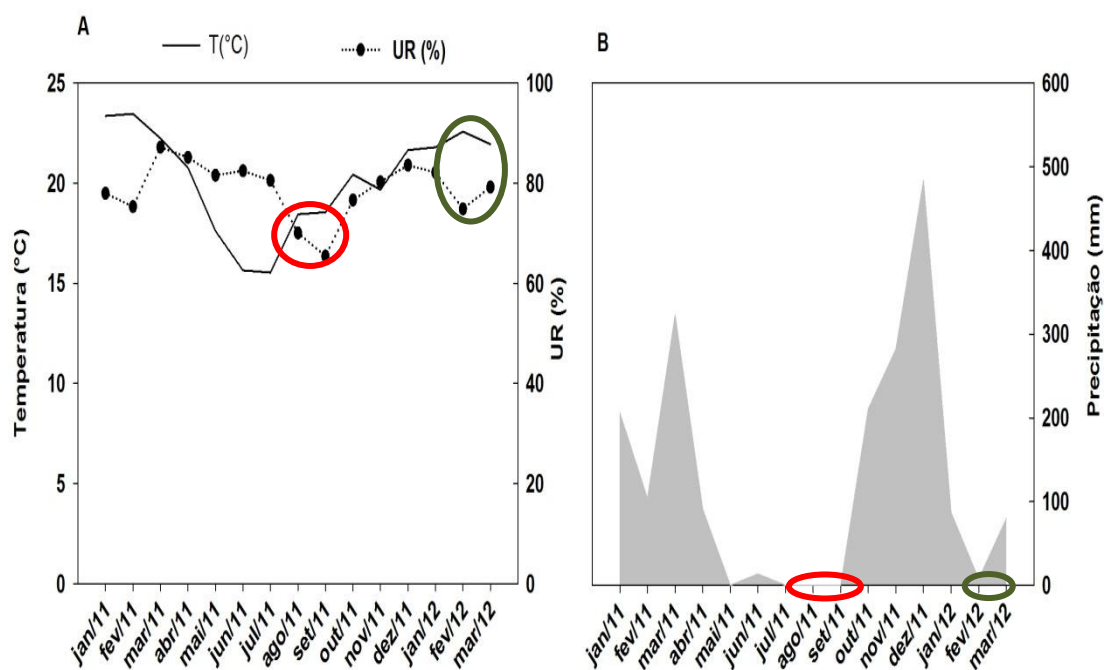 A
T(°C)
UR (%)
25
20
15
10
5
0
Temperatura (°C)
100
80
60
40
20
0
UR (%)
jan/11
fev/11
mar/11
abr/11
mai/11
jun/11
jul/11
ago/11
set/11
out/11
nov/11
dez/11
jan/12
fev/12
mar/12
B
600
500
400
300
200
100
0
Precipitação (mm)
jan/11
fev/11
mar/11
abr/11
mai/11
jun/11
jul/11
ago/11
set/11
out/11
nov/11
dez/11
jan/12
fev/12
mar/12